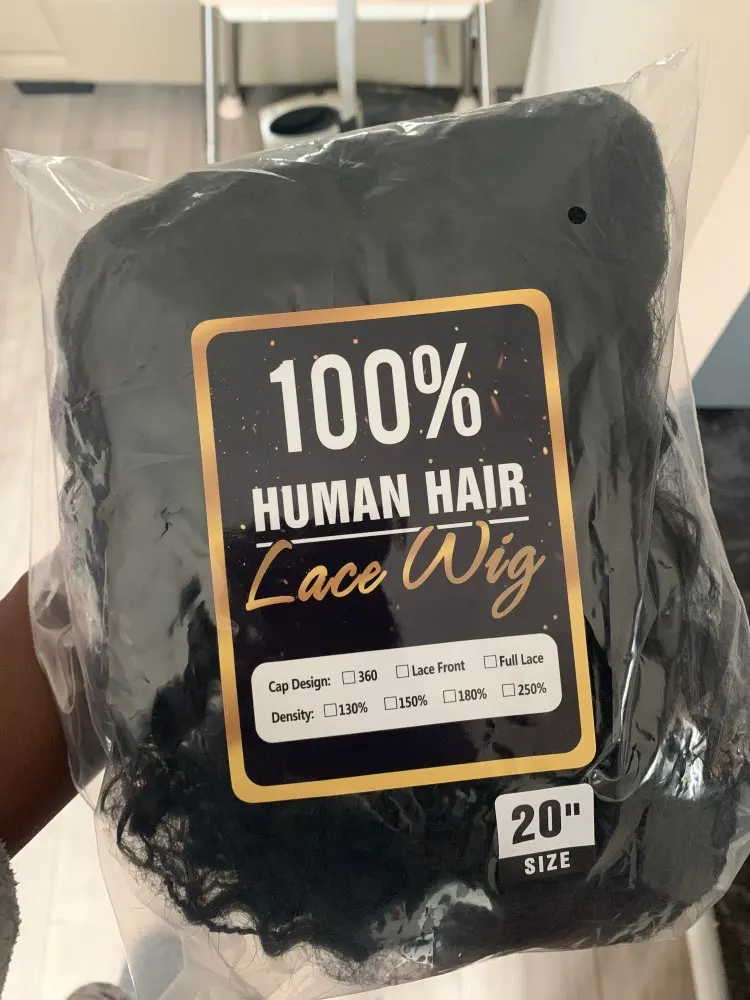 100%
HUMAN HAIR
Lace Wig
Cap Design: ☐ 360 ☐ Lace Front ☐ Full Lace
Density: ☐ 130% ☐ 150% ☐ 180% ☐ 250%
20"
SIZE